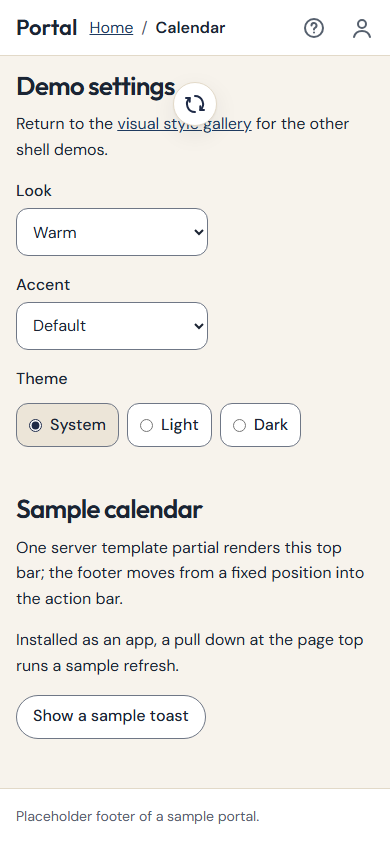 Portal Home / Calendar
Demo settings
Return to the visual style gallery for the other
shell demos.
Look
Warm
Accent
Default
Theme
System Light Dark
Sample calendar
One server template partial renders this top
bar; the footer moves from a fixed position into
the action bar.
Installed as an app, a pull down at the page top
runs a sample refresh.
Show a sample toast
Placeholder footer of a sample portal.